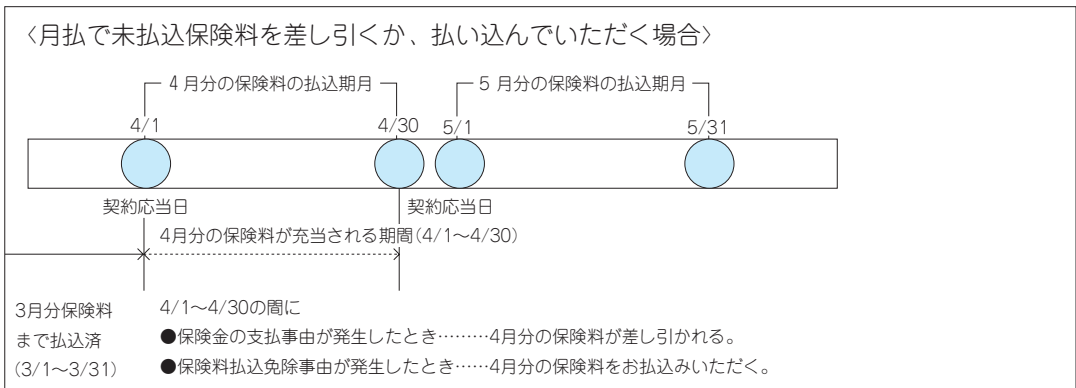 〈月払で未払込保険料を差し引くか、払い込んでいただく場合〉
4月分の保険料の払込期月
5月分の保険料の払込期月
4/1
4/30
5/1
5/31
契約応当日
契約応当日
4月分の保険料が充当される期間(4/1〜4/30)
3月分保険料
まで払込済
(3/1〜3/31)
4/1〜4/30の間に
●保険金の支払事由が発生したとき………4月分の保険料が差し引かれる。
●保険料払込免除事由が発生したとき……4月分の保険料をお払込みいただく。